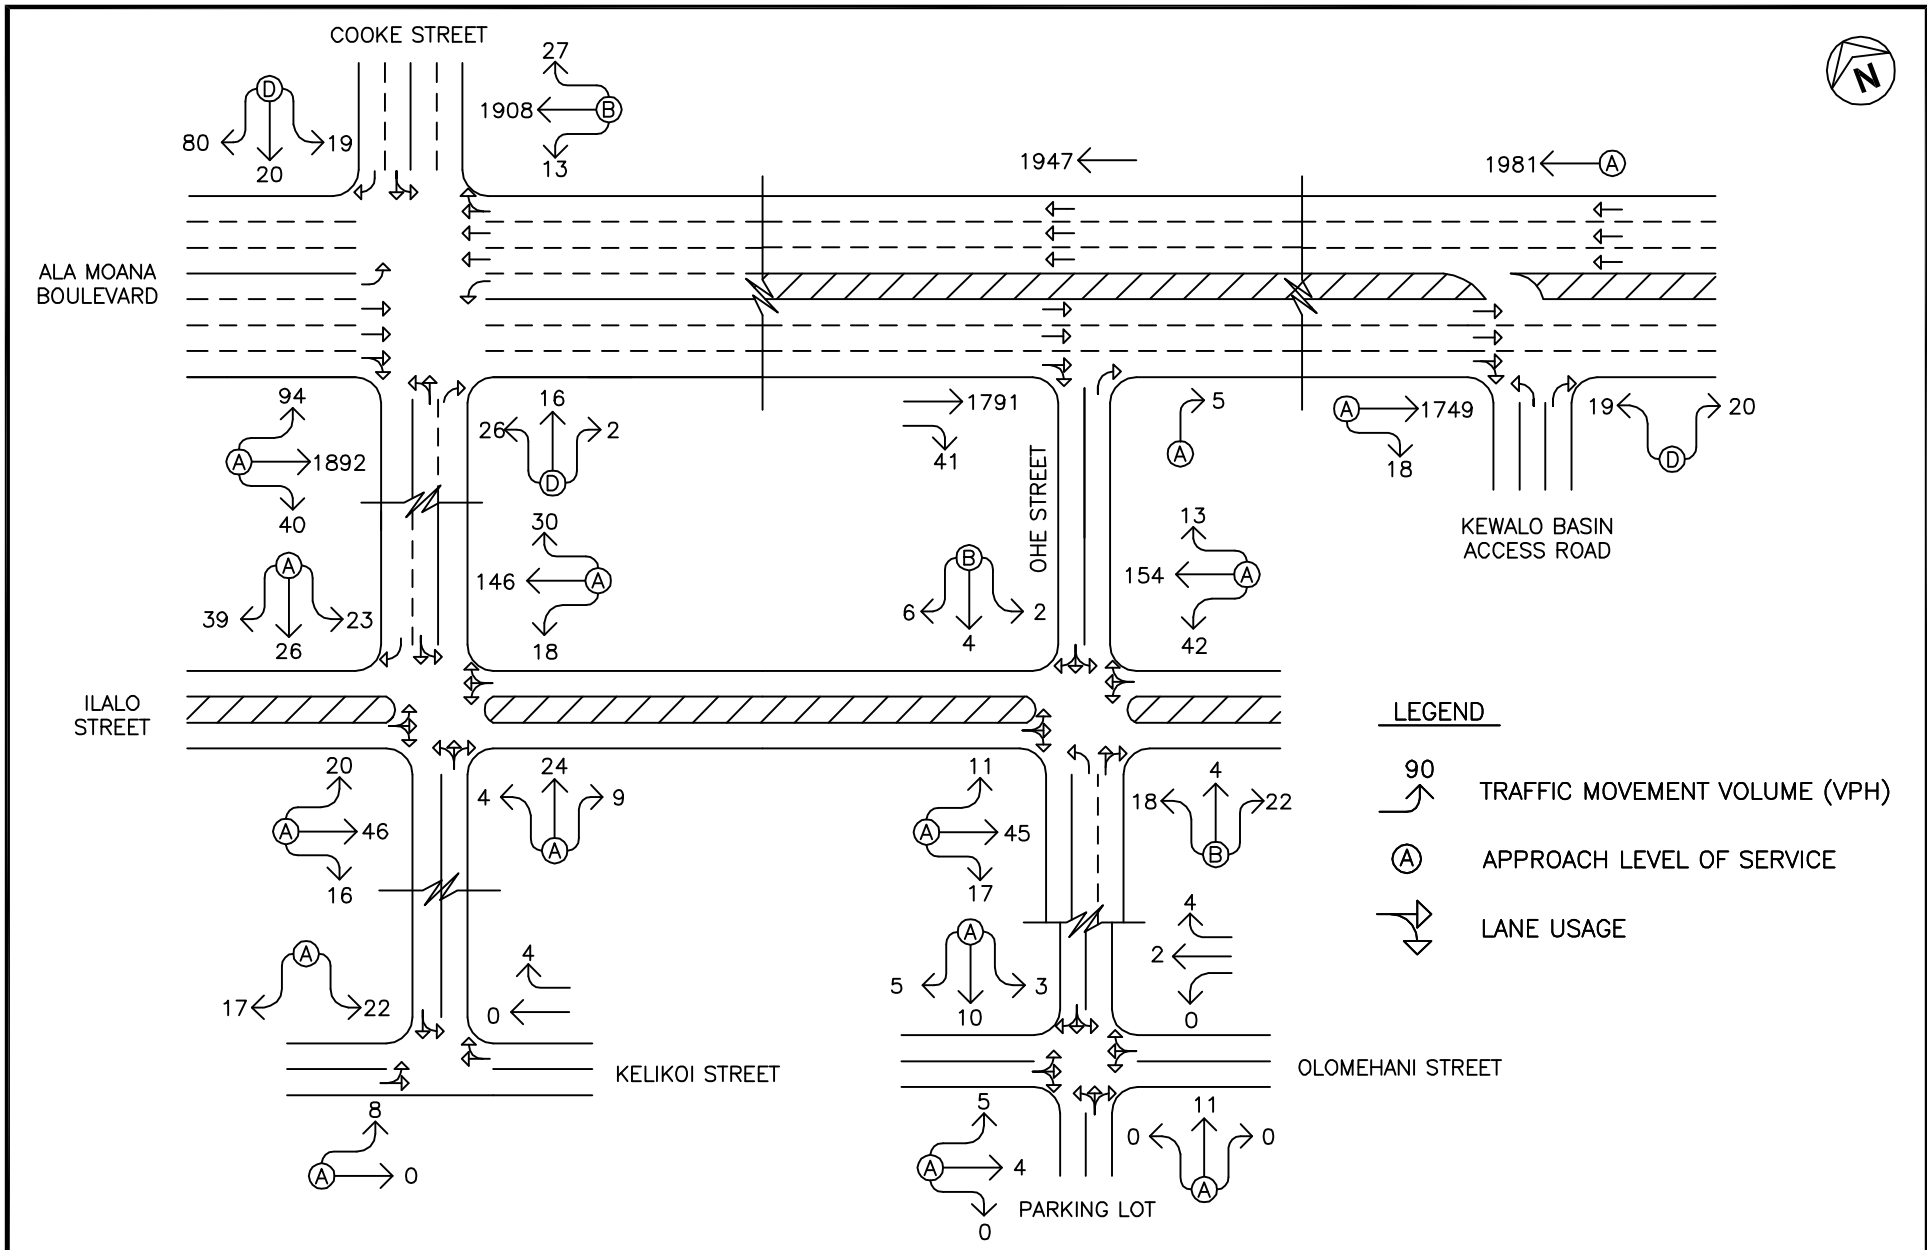 COOKE STREET
N
27
1908
B
13
D
80
19
20
1947
1981
A
ALA MOANA
BOULEVARD
94
A
1892
40
16
26
2
D
1791
41
5
A
A
1749
18
19
20
D
OHE STREET
KEWALO BASIN
ACCESS ROAD
A
39
23
26
30
146
A
18
B
6
2
4
13
154
A
42
ILALO
STREET
20
A
46
16
24
4
9
A
11
A
45
17
4
18
22
B
LEGEND
90
TRAFFIC MOVEMENT VOLUME (VPH)
A
APPROACH LEVEL OF SERVICE
LANE USAGE
A
17
22
4
0
A
5
3
10
4
2
0
KELIKOI STREET
OLOMEHANI STREET
8
A
0
5
A
4
0
11
0
0
A
PARKING LOT